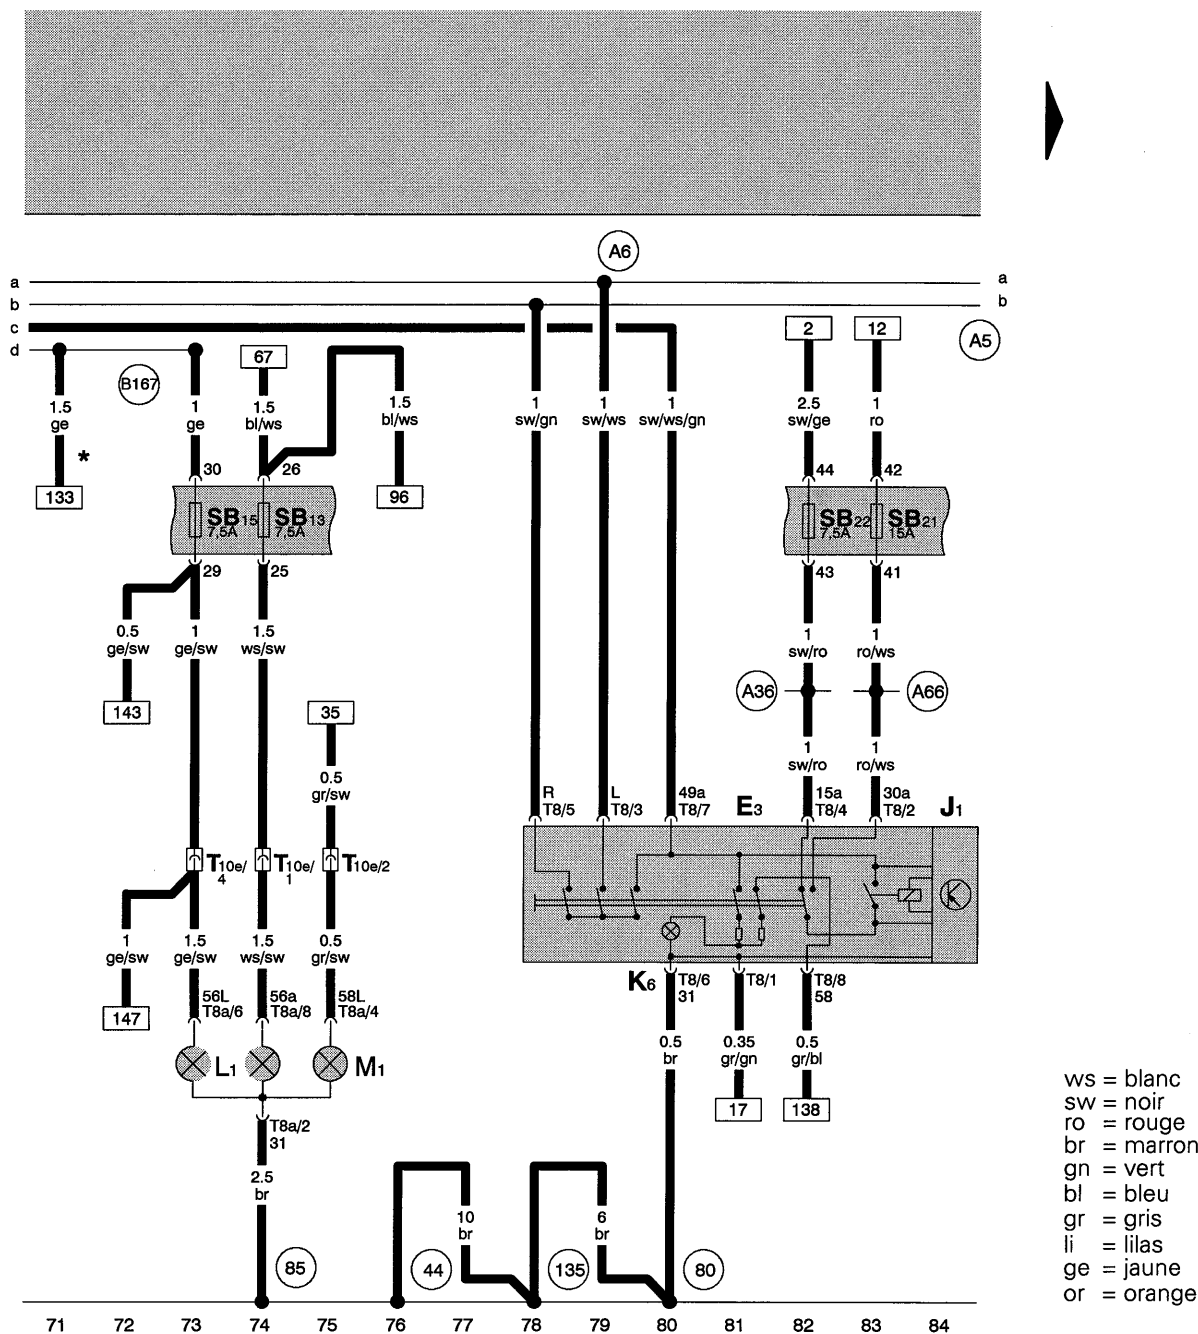 A6
a a
b b
c
d
2 12
A5
B167
67
1.5
ge
1
ge
1.5
bl/ws
1.5
bl/ws
1
sw/gn
1
sw/ws
1
sw/ws/gn
2.5
sw/ge
1
ro
*
133
30
26
96
44
42
SB15
7,5A
SB13
7,5A
SB22
7,5A
SB21
15A
29
25
43
41
0.5
ge/sw
1
ge/sw
1.5
ws/sw
1
sw/ro
1
ro/ws
143
35
A36
A66
0.5
gr/sw
1
sw/ro
1
ro/ws
R
T8/5
L
T8/3
49a
T8/7
E3
15a
T8/4
30a
T8/2
J1
T10e/
4
T10e/
1
T10e/2
1
ge/sw
1.5
ge/sw
1.5
ws/sw
0.5
gr/sw
K6
T8/6
31
T8/1
T8/8
58
147
56L
T8a/6
56a
T8a/8
58L
T8a/4
0.5
br
0.35
gr/gn
0.5
gr/bl
L1
M1
17
138
T8a/2
31
2.5
br
10
br
6
br
85
44
135
80
71 72 73 74 75 76 77 78 79 80 81 82 83 84
ws = blanc
sw = noir
ro = rouge
br = marron
gn = vert
bl = bleu
gr = gris
li = lilas
ge = jaune
or = orange